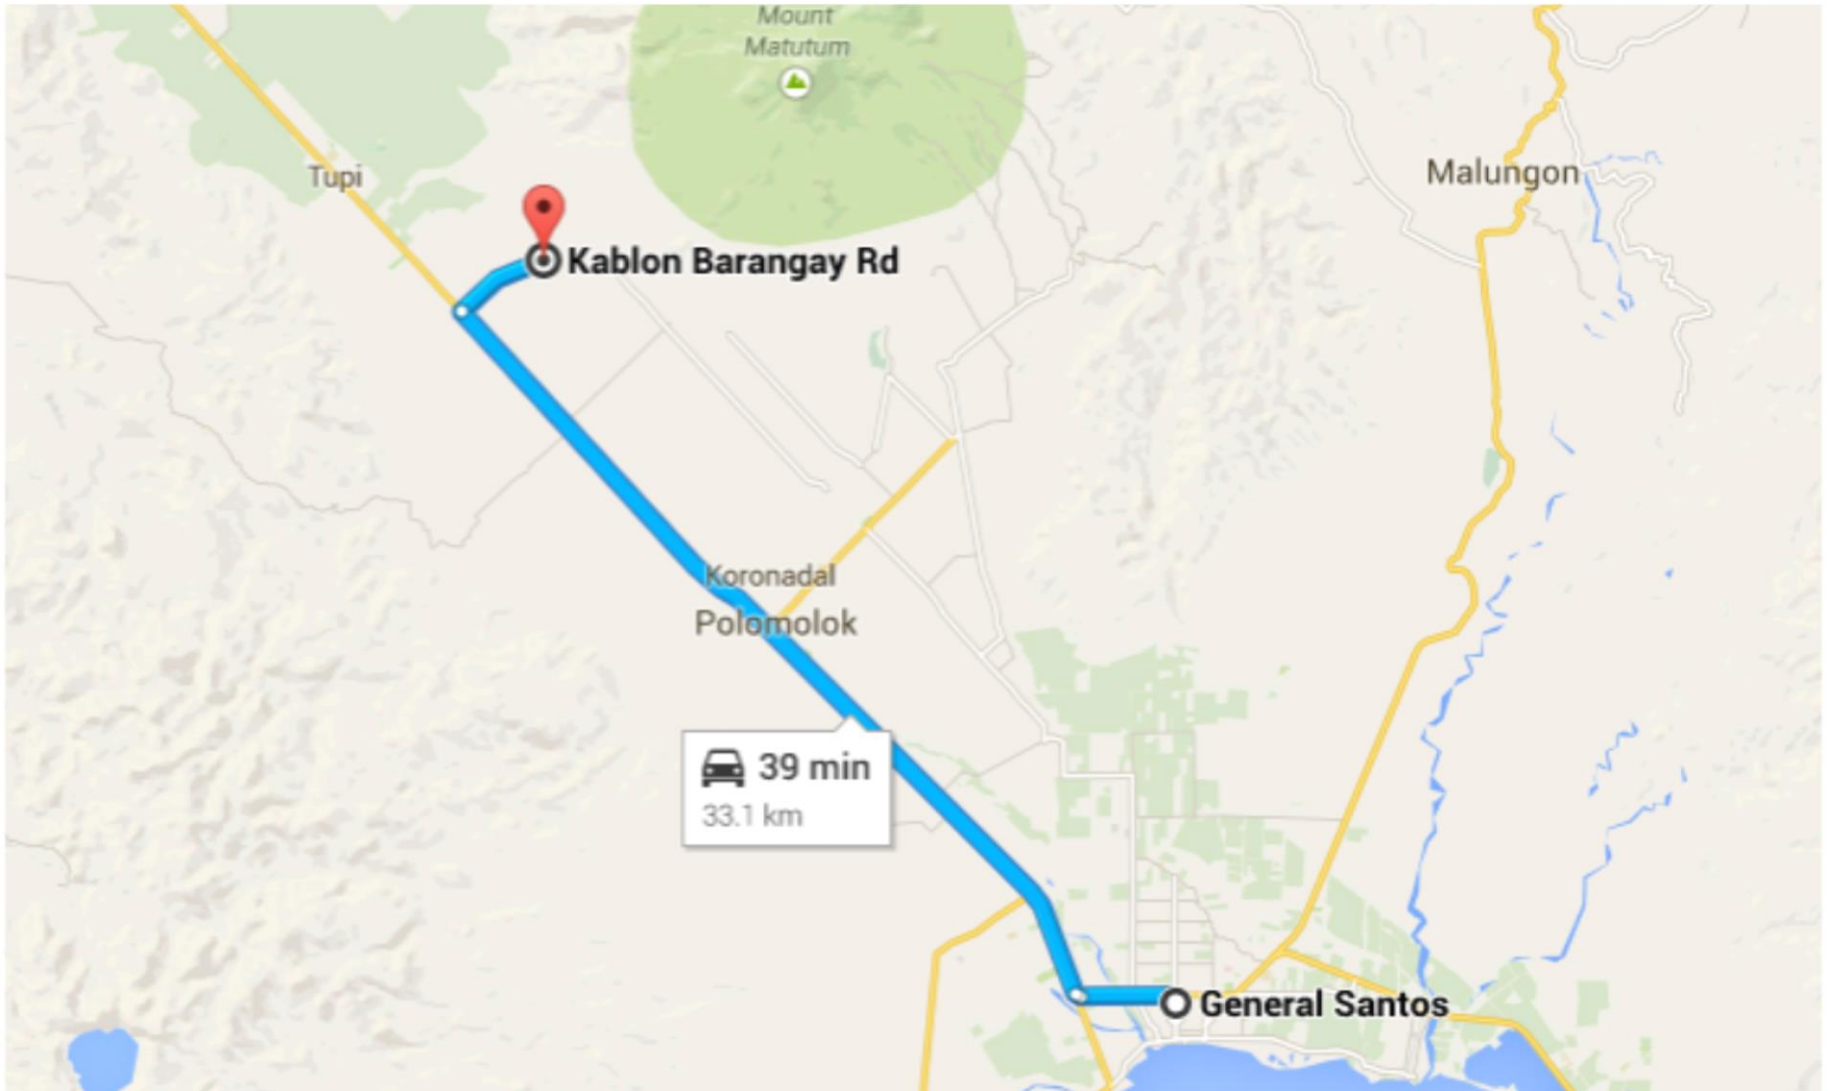 Mount
Matutum
Tupi
Malungon
Kablon Barangay Rd
Koronadal
Polomolok
39 min
33.1 km
General Santos